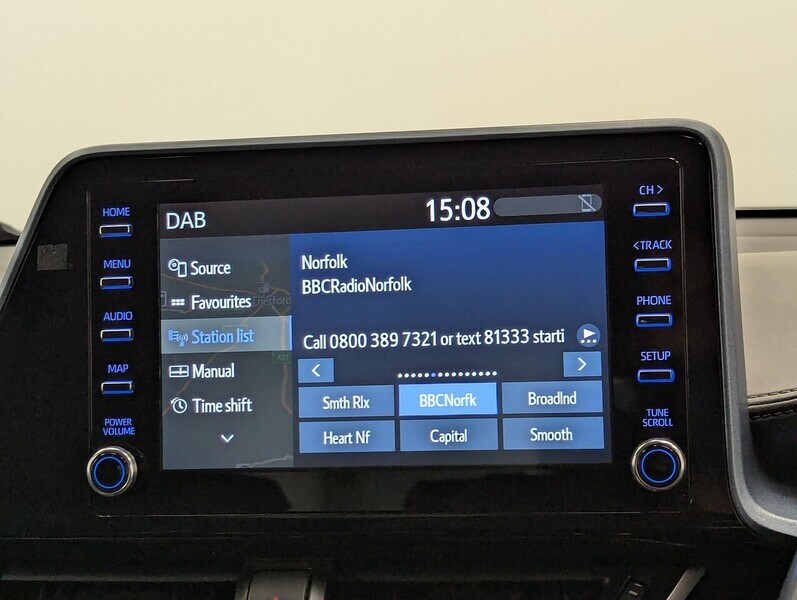 HOME
MENU
AUDIO
MAP
POWER
VOLUME
DAB
15:08
Source
Favourites
Station list
Manual
Time shift
Thetford
A11
Norfolk
BBCRadioNorfolk
Call 0800 389 7321 or text 81333 starti
< >
Smth Rlx BBCNorfk Broadlnd
Heart Nf Capital Smooth
CH >
<TRACK
PHONE
SETUP
TUNE
SCROLL